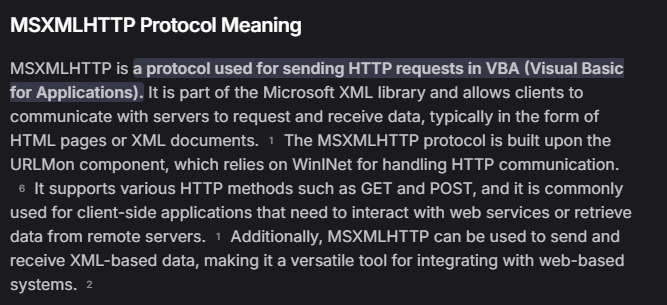 MSXMLHTTP Protocol Meaning
MSXMLHTTP is a protocol used for sending HTTP requests in VBA (Visual Basic
for Applications). It is part of the Microsoft XML library and allows clients to
communicate with servers to request and receive data, typically in the form of
HTML pages or XML documents. 1 The MSXMLHTTP protocol is built upon the
URLMon component, which relies on WinINet for handling HTTP communication.
6 It supports various HTTP methods such as GET and POST, and it is commonly
used for client-side applications that need to interact with web services or retrieve
data from remote servers. 1 Additionally, MSXMLHTTP can be used to send and
receive XML-based data, making it a versatile tool for integrating with web-based
systems. 2